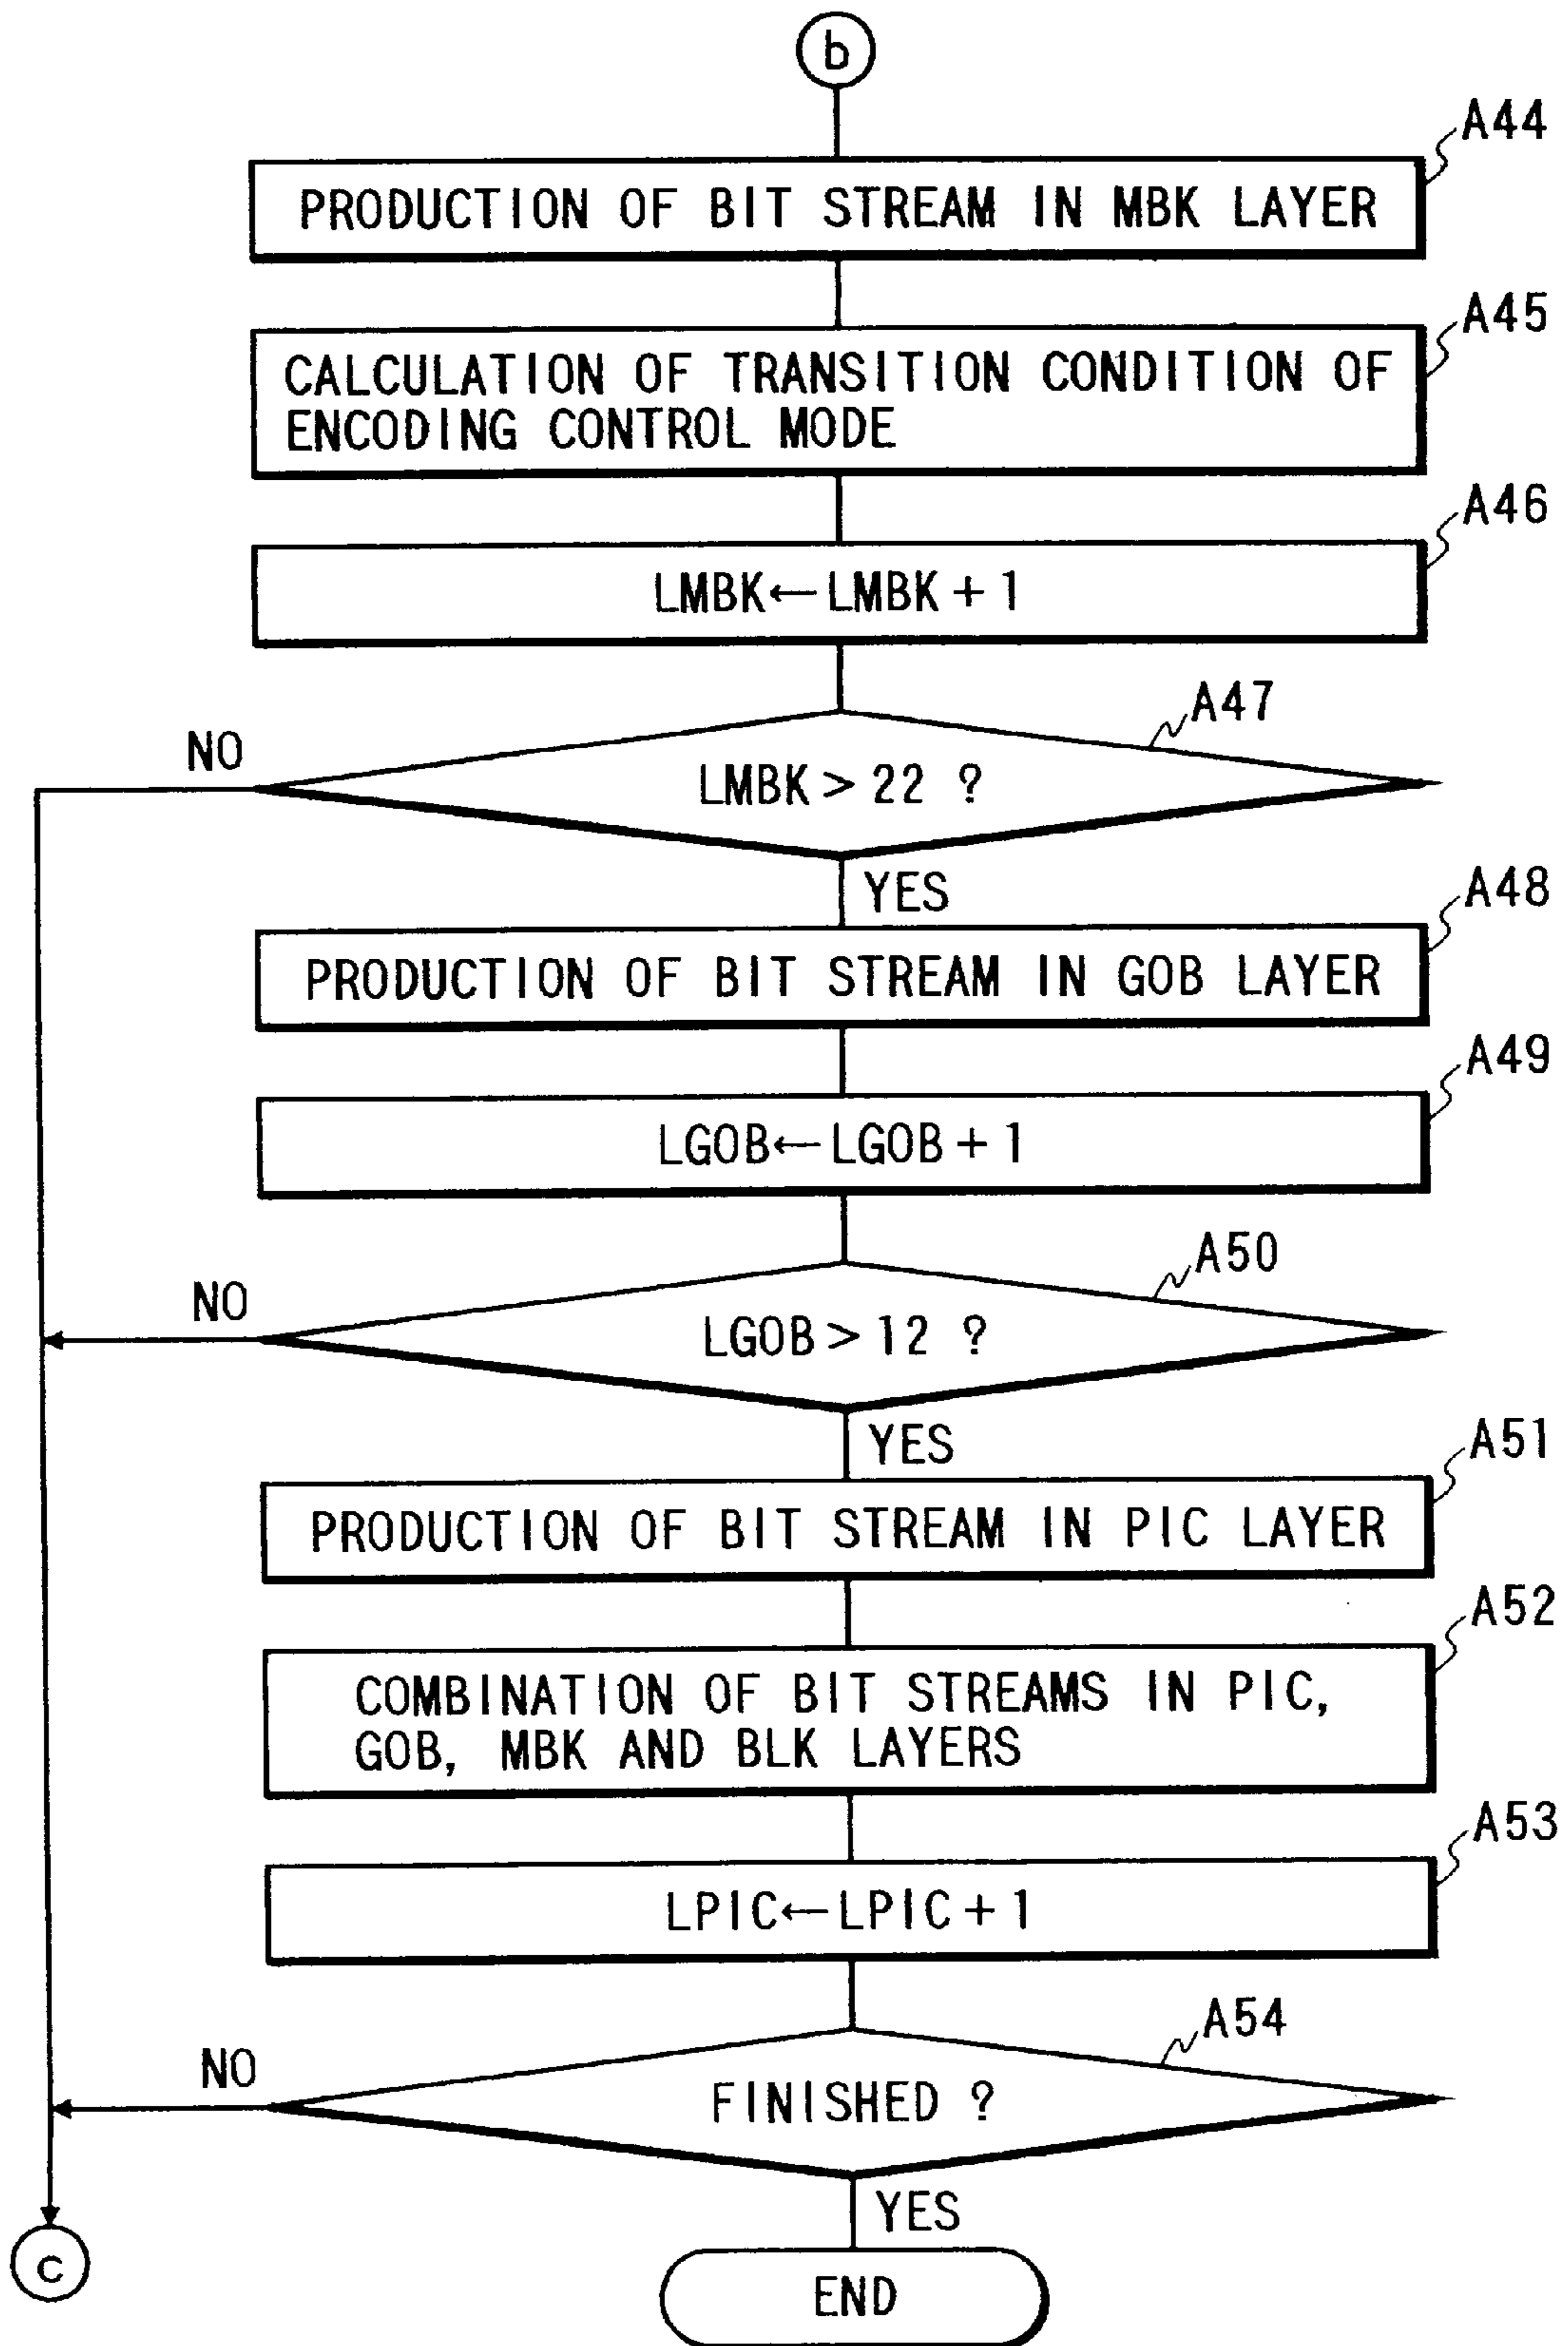 b
A44
PRODUCTION OF BIT STREAM IN MBK LAYER
A45
CALCULATION OF TRANSITION CONDITION OF
ENCODING CONTROL MODE
A46
LMBK←LMBK+1
A47
NO
LMBK>22 ?
YES
A48
PRODUCTION OF BIT STREAM IN GOB LAYER
A49
LGOB←LGOB+1
A50
NO
LGOB>12 ?
YES
A51
PRODUCTION OF BIT STREAM IN PIC LAYER
A52
COMBINATION OF BIT STREAMS IN PIC,
GOB, MBK AND BLK LAYERS
A53
LPIC←LPIC+1
A54
NO
FINISHED ?
YES
c
END